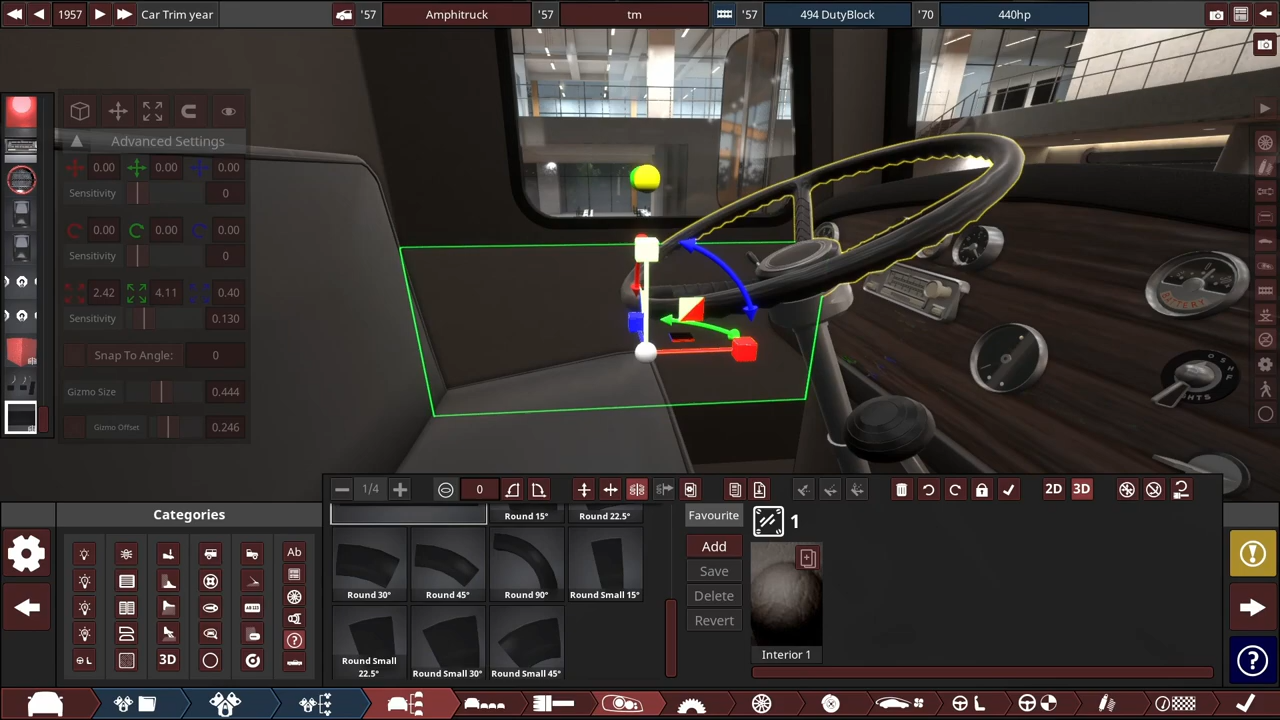 1957
Car Trim year
'57
Amphitruck
'57
tm
'57
494 DutyBlock
'70
440hp
Advanced Settings
0.00
0.00
0.00
Sensitivity
0
0.00
0.00
0.00
Sensitivity
0
2.42
4.11
0.40
Sensitivity
0.130
Snap To Angle:
0
Gizmo Size
0.444
Gizmo Offset
0.246
BATTERY
OFF
LIGHTS
1/4
0
2D
3D
Categories
Ab
3D
L
Round 15°
Round 22.5°
Round 30°
Round 45°
Round 90°
Round Small 15°
Round Small 22.5°
Round Small 30°
Round Small 45°
Favourite
Add
Save
Delete
Revert
1
Interior 1